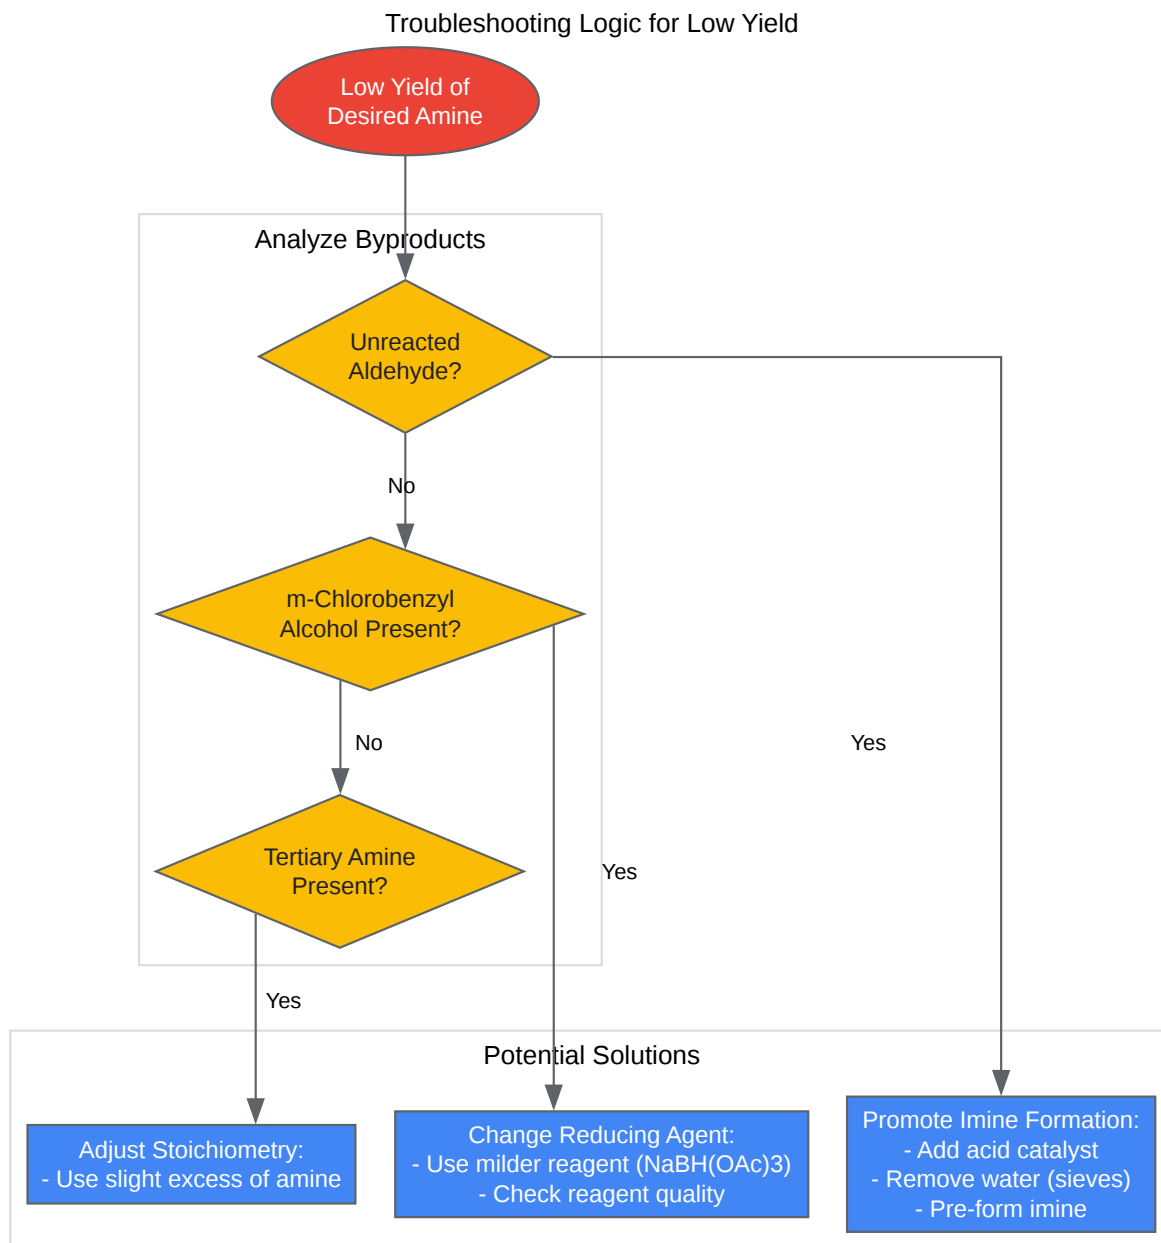 Troubleshooting Logic for Low Yield
Low Yield of
Desired Amine
Analyze Byproducts
Unreacted
Aldehyde?
No
m-Chlorobenzyl
Alcohol Present?
No
Yes
Tertiary Amine
Present?
Yes
Yes
Potential Solutions
Adjust Stoichiometry:
- Use slight excess of amine
Change Reducing Agent:
- Use milder reagent (NaBH(OAc)3)
- Check reagent quality
Promote Imine Formation:
- Add acid catalyst
- Remove water (sieves)
- Pre-form imine